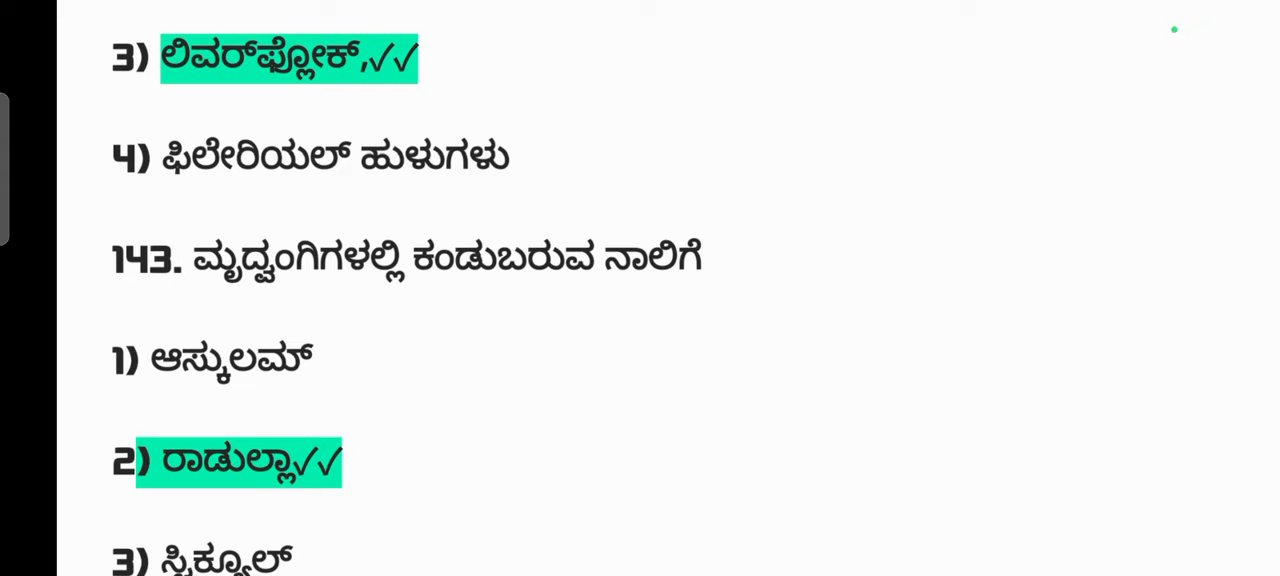 3) ಲಿವರ್‌ಫ್ಲೋಕ್,✓✓
4) ಫಿಲೇರಿಯಲ್ ಹುಳುಗಳು
143. ಮೃದ್ವಂಗಿಗಳಲ್ಲಿ ಕಂಡುಬರುವ ನಾಲಿಗೆ
1) ಆಸ್ಕುಲಮ್
2) ರಾಡುಲ್ಲಾ✓✓
3) ಸ್ಪಿಕ್ಯೂಲ್